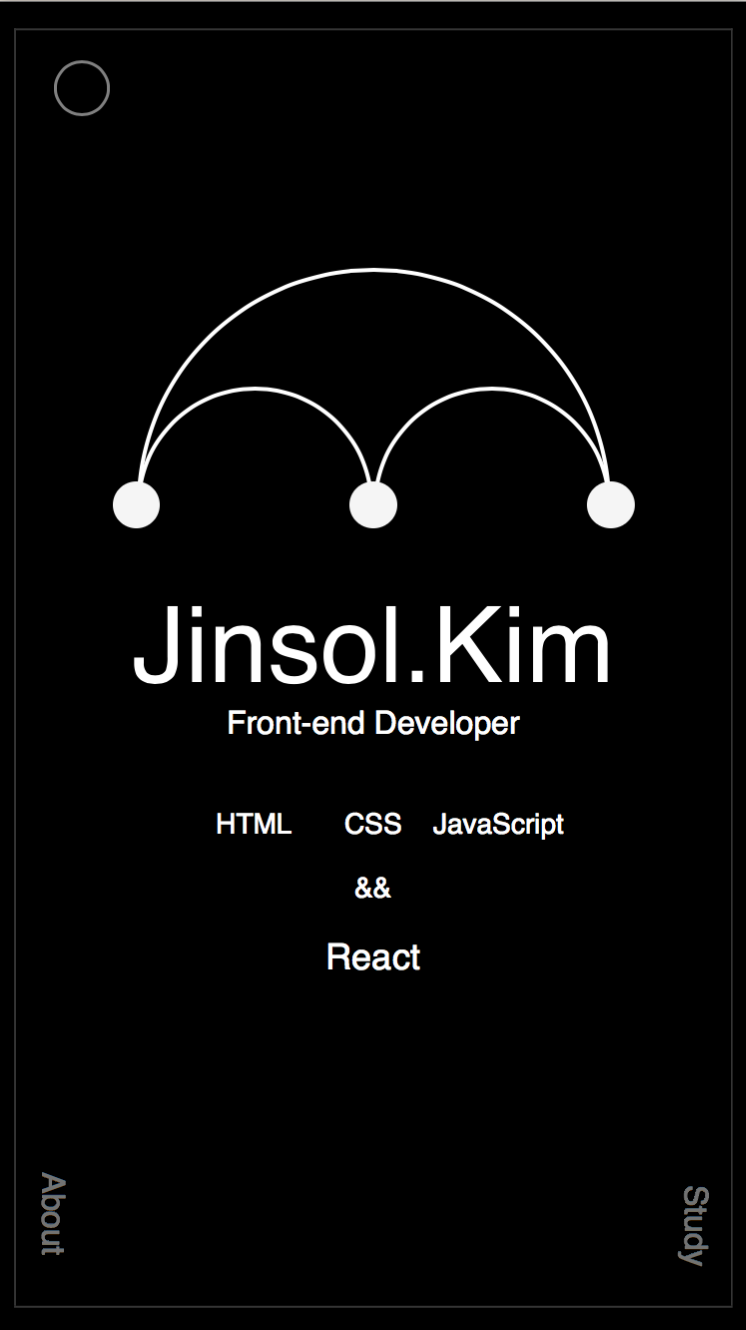 Jinsol.Kim
Front-end Developer
HTML CSS JavaScript
&&
React
About
Study